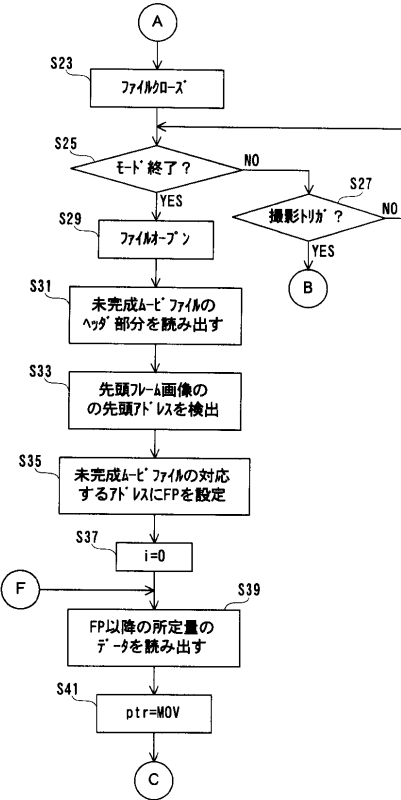 A
S23
ファイルクローズ
S25
モード終了?
NO
YES
S27
撮影トリガ?
NO
YES
B
S29
ファイルオープン
S31
未完成ムービファイルの
ヘッダ部分を読み出す
S33
先頭フレーム画像の
の先頭アドレスを検出
S35
未完成ムービファイルの対応
するアドレスにFPを設定
S37
i=0
F
S39
FP以降の所定量の
データを読み出す
S41
ptr=MOV
C